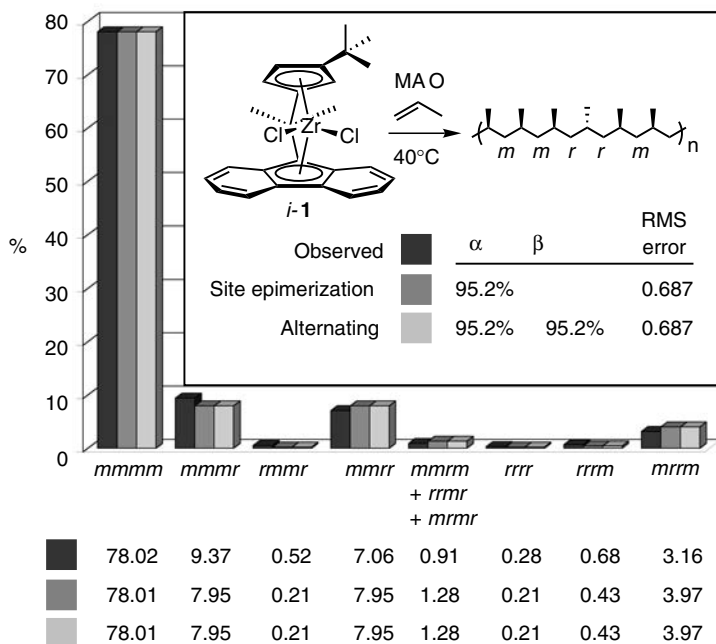 80
70
60
50
40
30
20
10
0
%
MAO
Cl Zr Cl
40°C
i-1
( m m r r m )n
RMS
Observed α β error
Site epimerization 95.2% 0.687
Alternating 95.2% 95.2% 0.687
mmmm mmmr rmmr mmrr mmrm rrrr rrrm mrrm
+ rrmr
+ mrmr
78.02 9.37 0.52 7.06 0.91 0.28 0.68 3.16
78.01 7.95 0.21 7.95 1.28 0.21 0.43 3.97
78.01 7.95 0.21 7.95 1.28 0.21 0.43 3.97